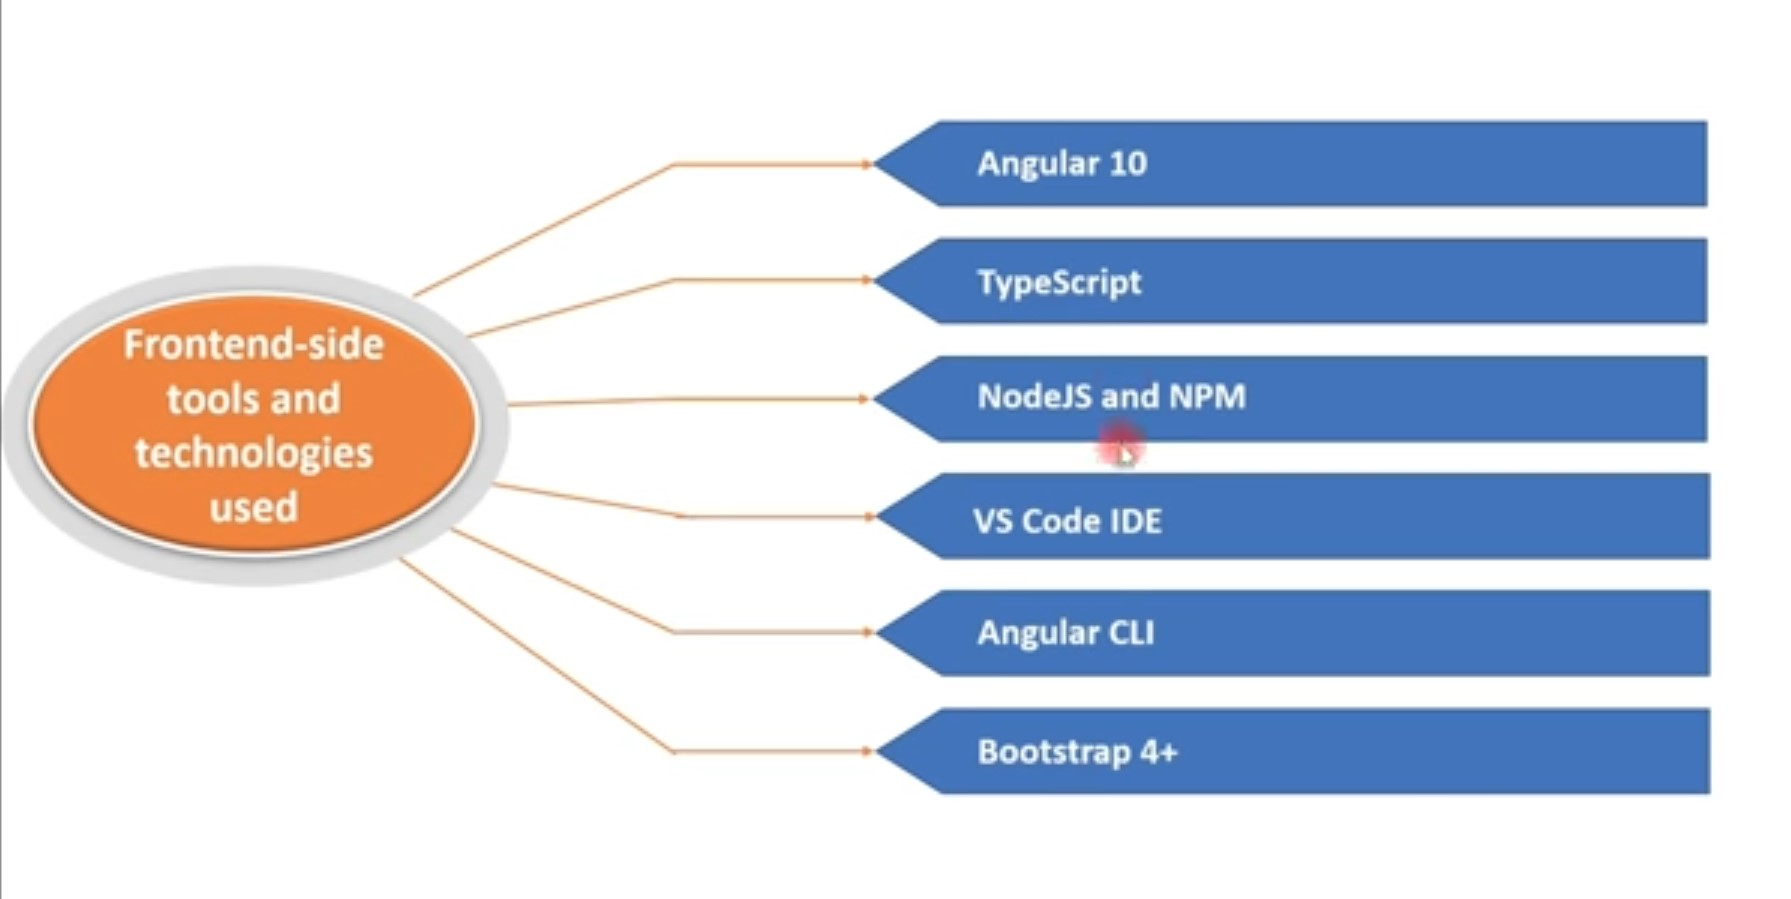 Frontend-side
tools and
technologies
used
Angular 10
TypeScript
NodeJS and NPM
VS Code IDE
Angular CLI
Bootstrap 4+